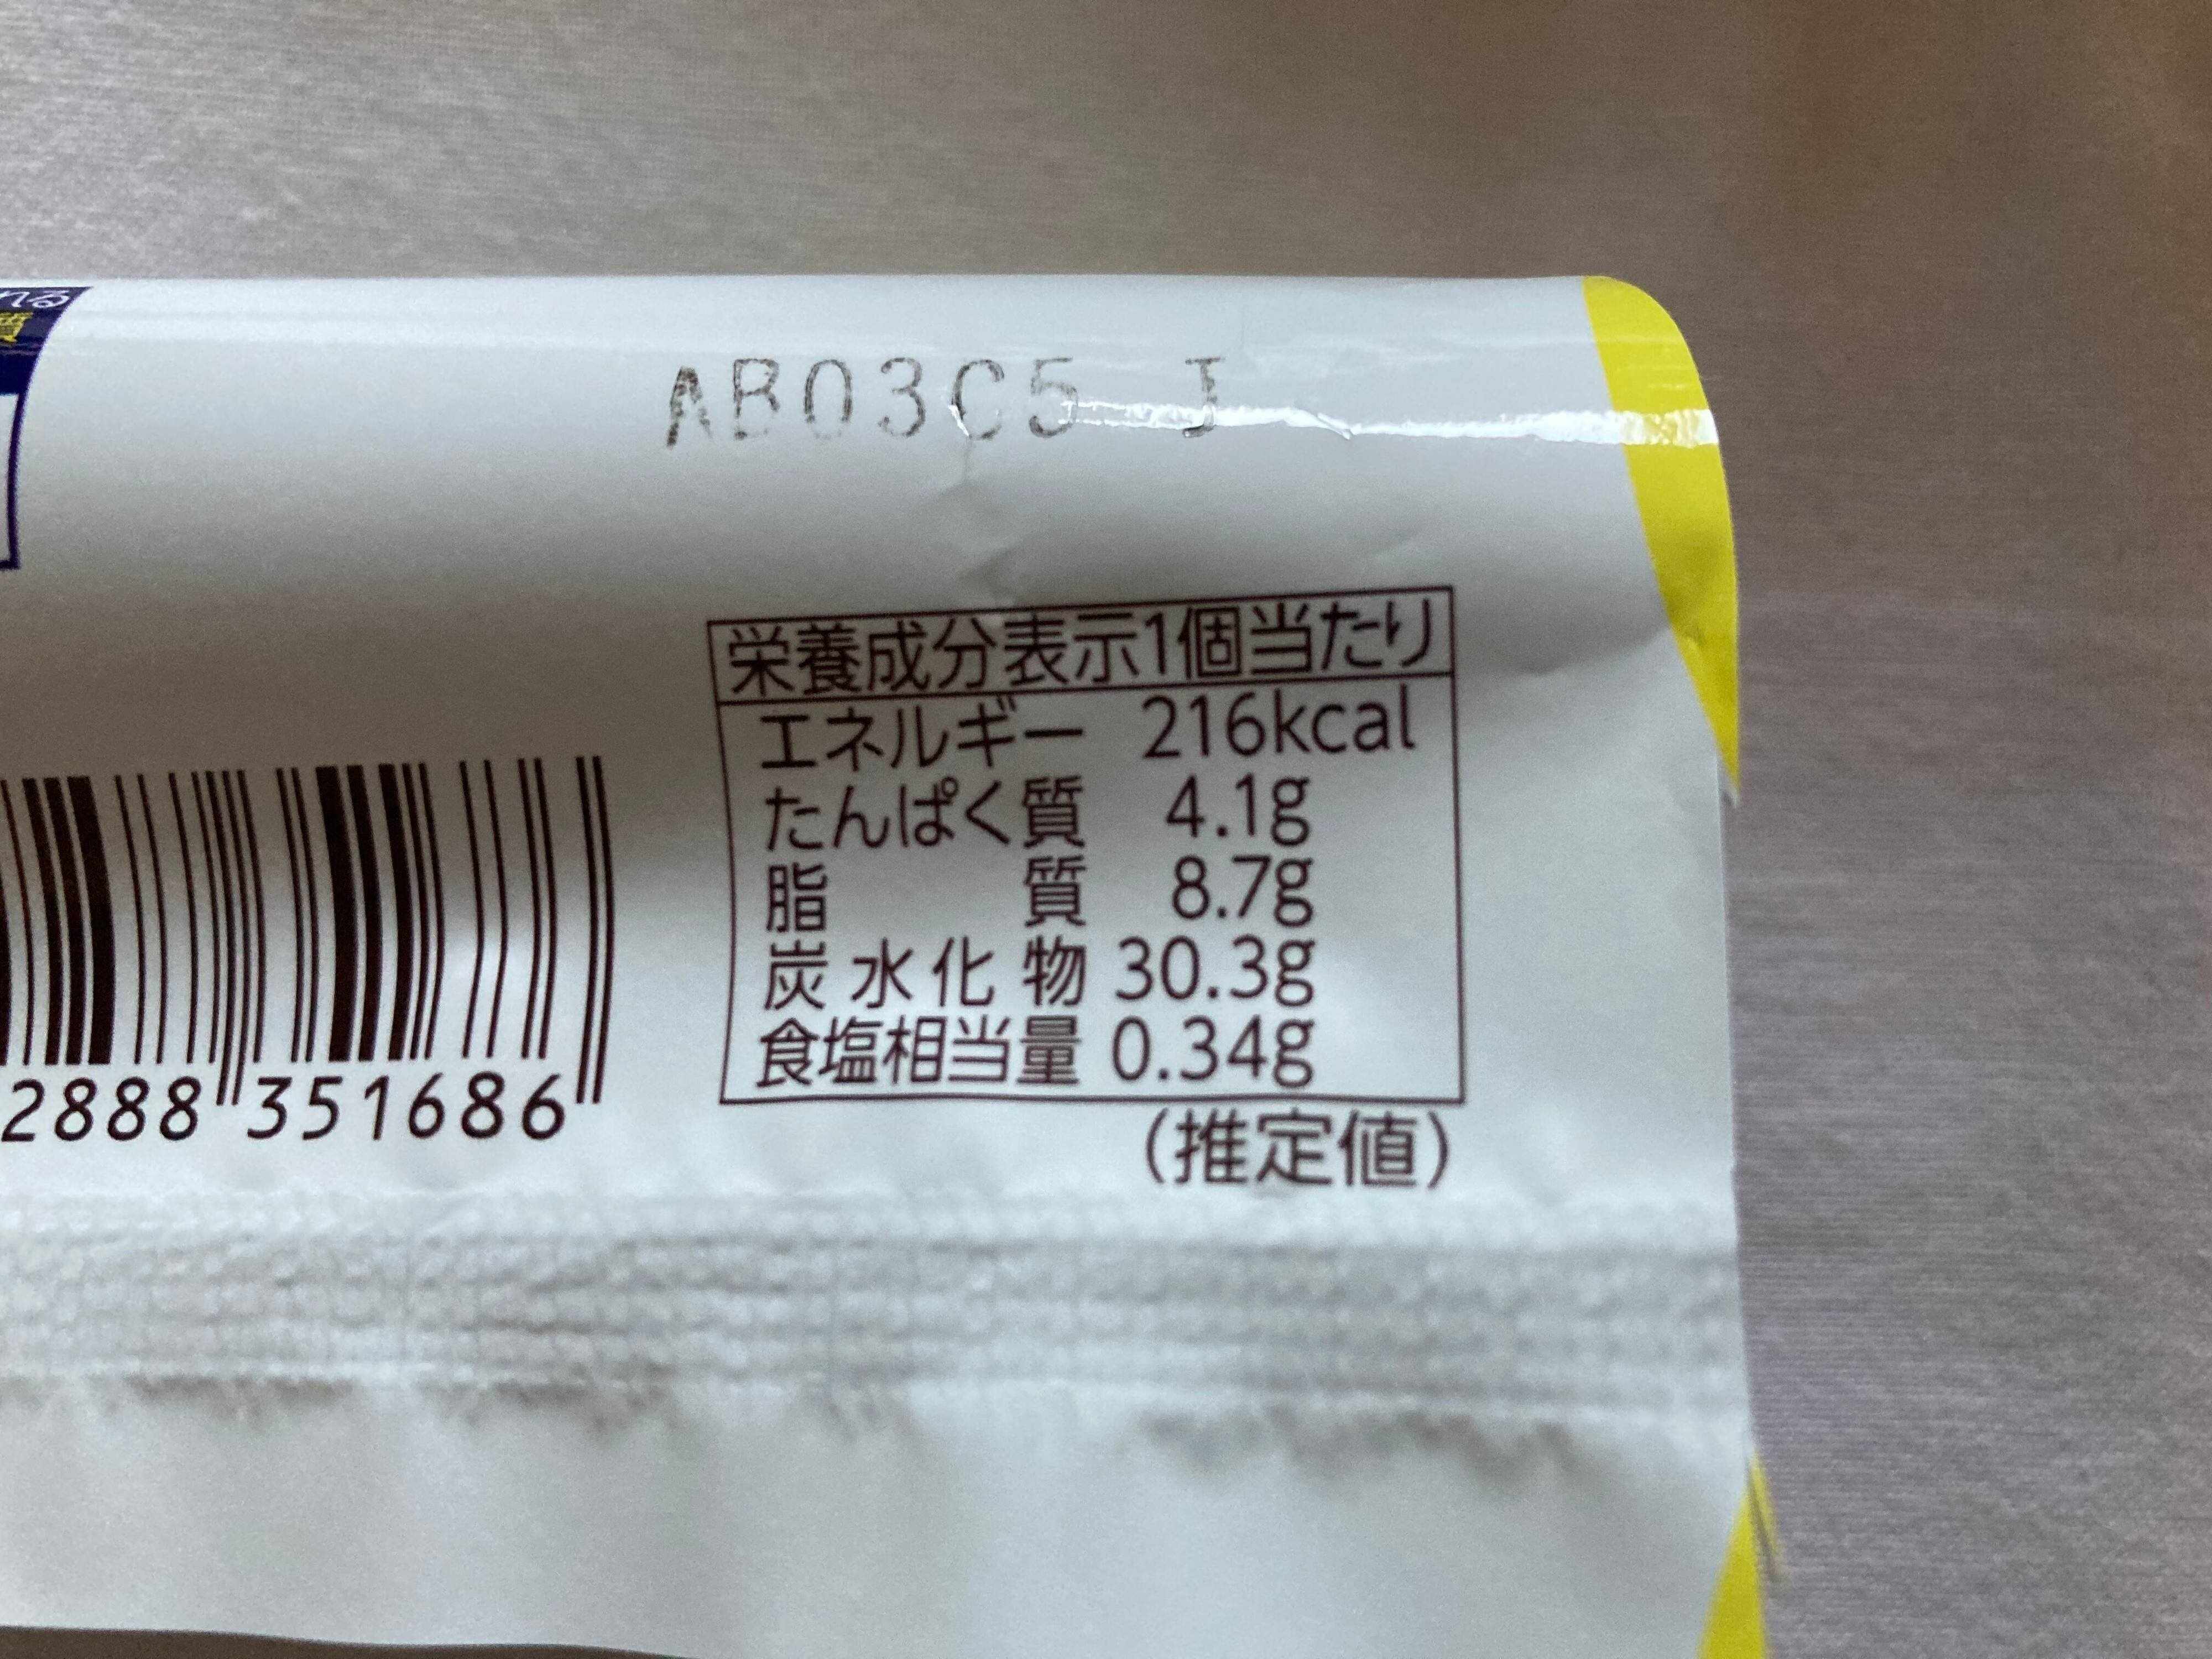 れる
AB03C5 I
栄養成分表示1個当たり
エネルギー 216kcal
たんぱく質 4.1g
脂質 8.7g
炭水化物 30.3g
食塩相当量 0.34g
(推定値)
2888 351686